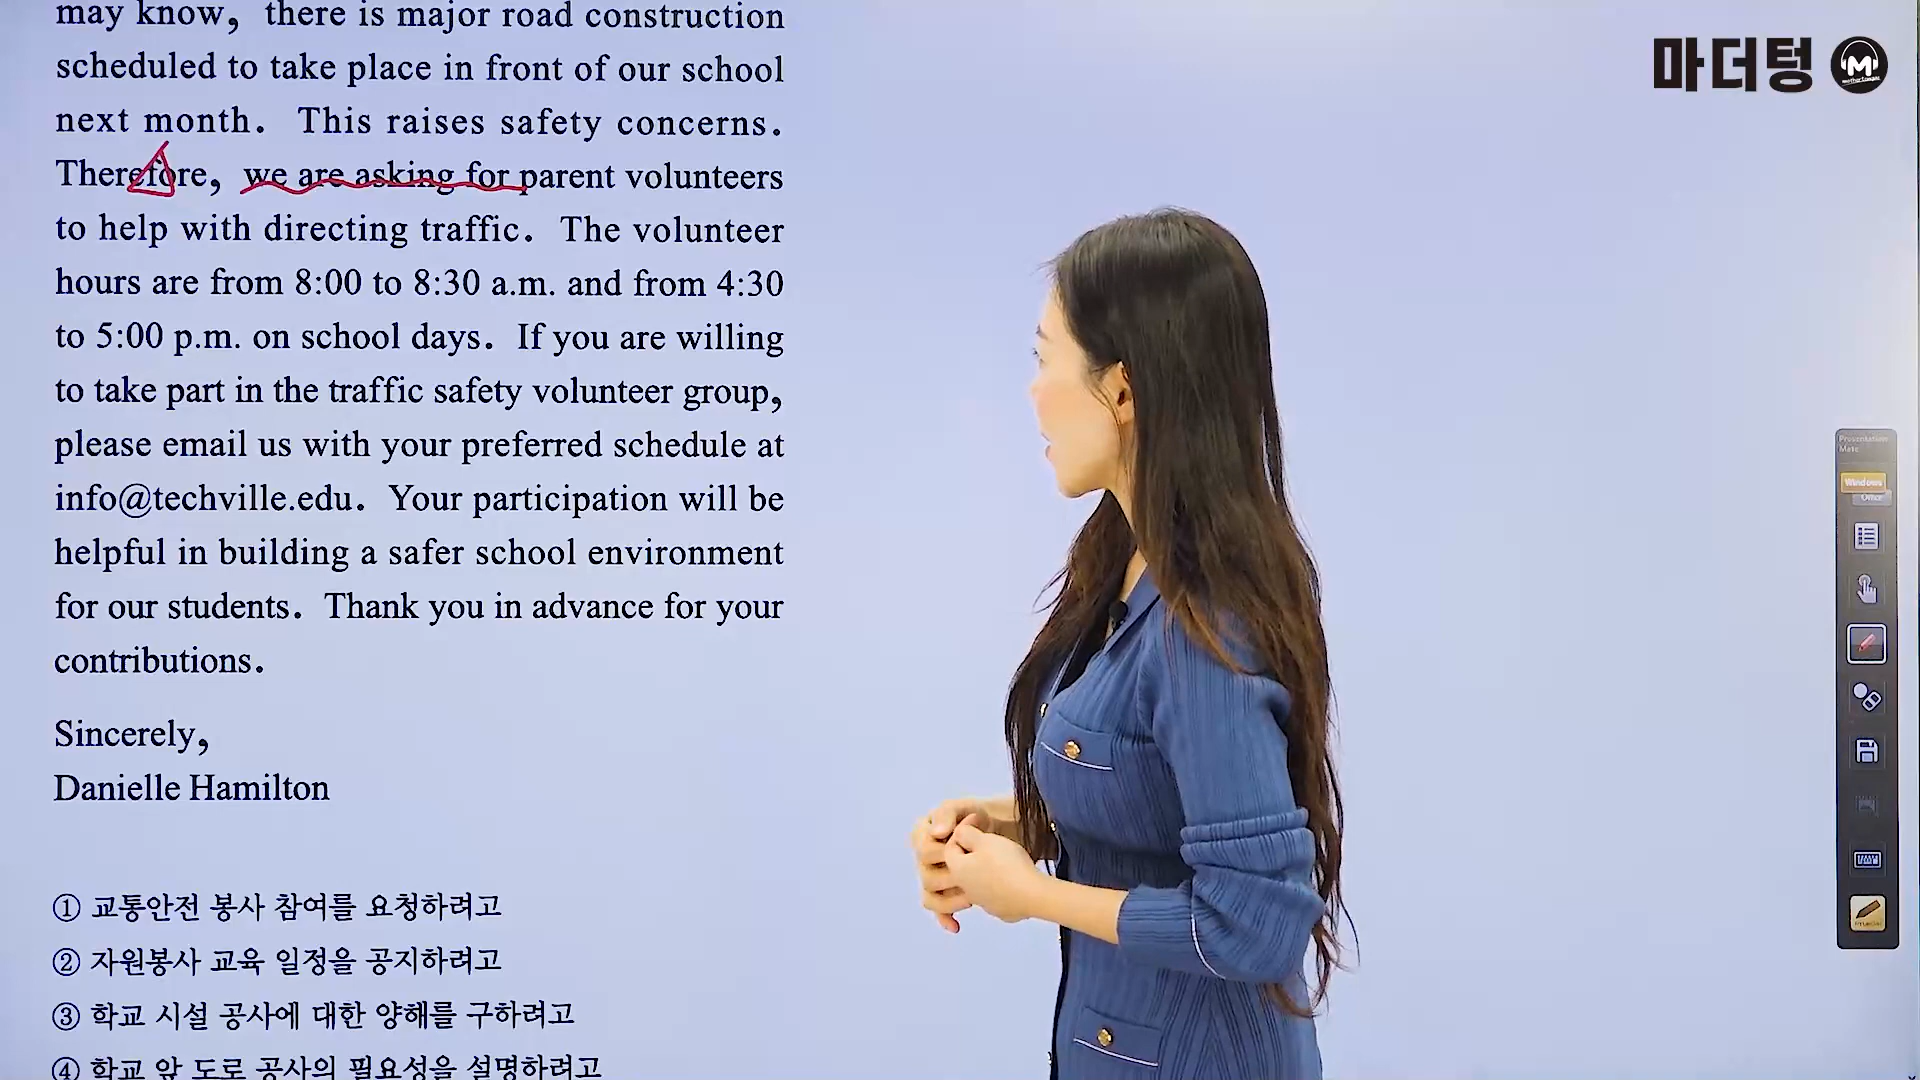 may know, there is major road construction
scheduled to take place in front of our school
next month. This raises safety concerns.
Therefore, we are asking for parent volunteers
to help with directing traffic. The volunteer
hours are from 8:00 to 8:30 a.m. and from 4:30
to 5:00 p.m. on school days. If you are willing
to take part in the traffic safety volunteer group,
please email us with your preferred schedule at
info@techville.edu. Your participation will be
helpful in building a safer school environment
for our students. Thank you in advance for your
contributions.
Sincerely,
Danielle Hamilton
① 교통안전 봉사 참여를 요청하려고
② 자원봉사 교육 일정을 공지하려고
③ 학교 시설 공사에 대한 양해를 구하려고
④ 학교 앞 도로 공사의 필요성을 설명하려고
마더텅
M
Presentation
Mate
Windows
Office